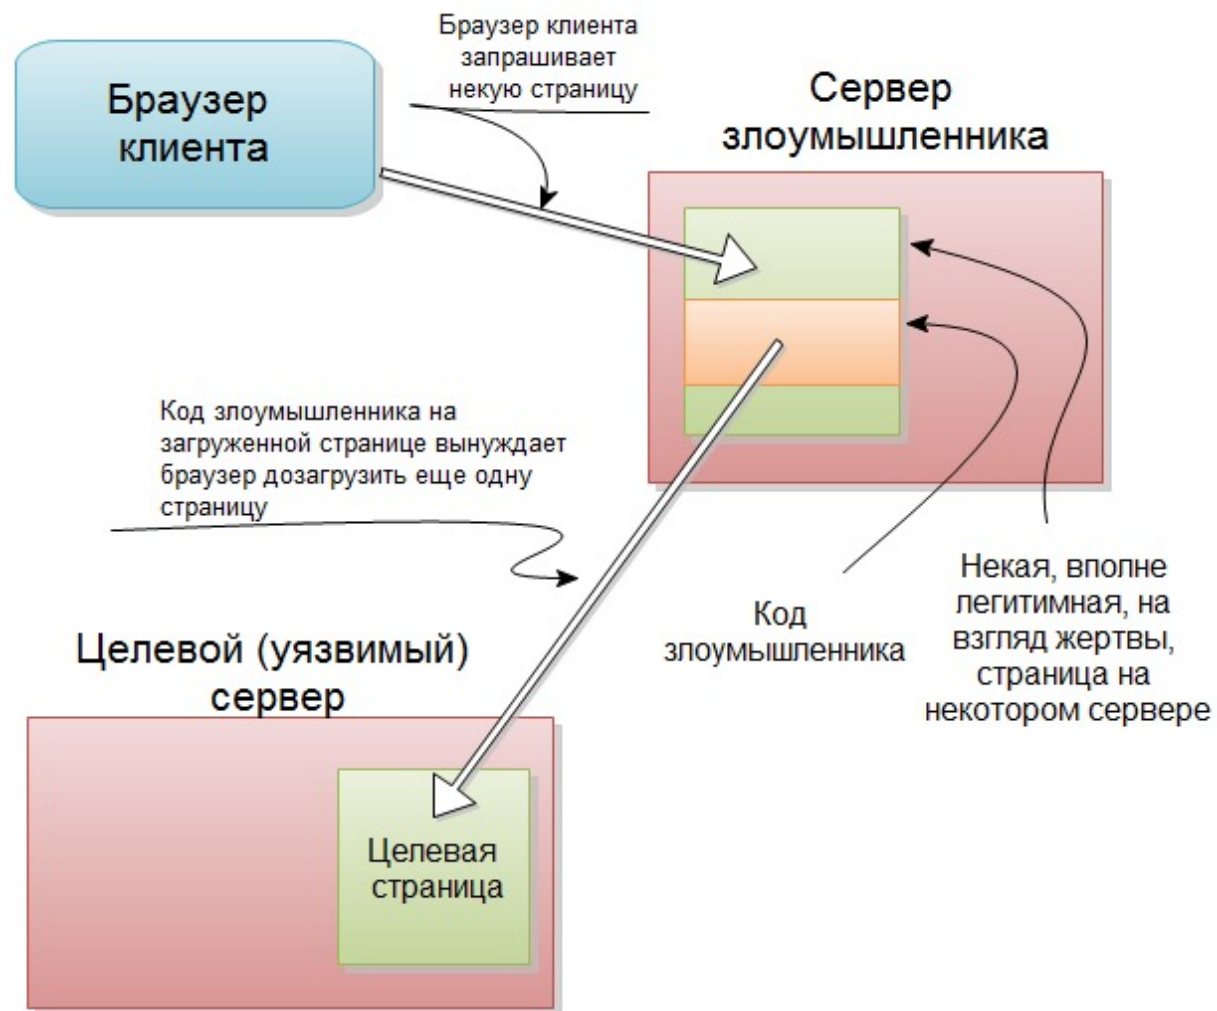 Браузер клиента
запрашивает
некую страницу
Браузер
клиента
Сервер
злоумышленника
Код злоумышленника на
загруженной странице вынуждает
браузер дозагрузить еще одну
страницу
Некая, вполне
легитимная, на
взгляд жертвы,
страница на
некотором сервере
Код
злоумышленника
Целевой (уязвимый)
сервер
Целевая
страница